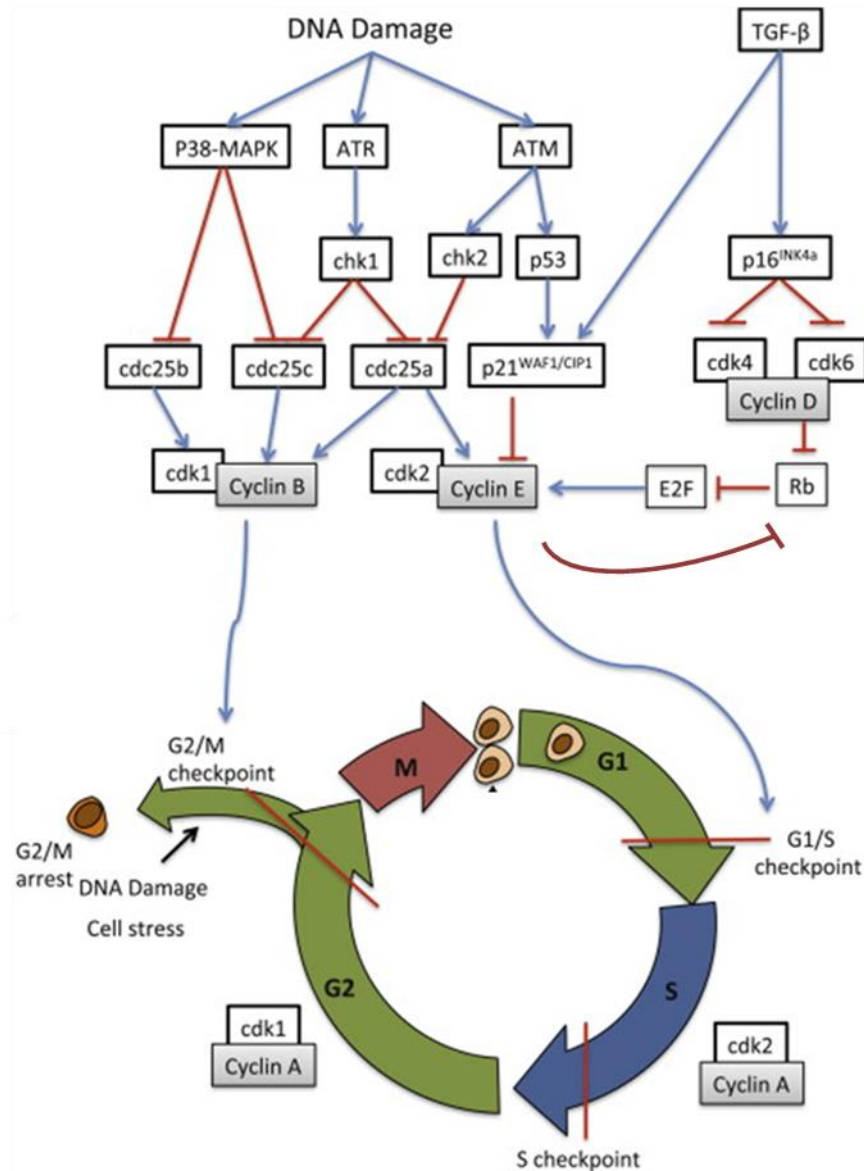 DNA Damage
TGF-β
P38-MAPK
ATR
ATM
chk1
chk2
p53
p16INK4a
cdc25b
cdc25c
cdc25a
p21WAF1/CIP1
cdk4
cdk6
Cyclin D
cdk1
Cyclin B
cdk2
Cyclin E
E2F
Rb
G2/M
checkpoint
M
G1
G1/S
checkpoint
G2/M
arrest
DNA Damage
Cell stress
G2
S
cdk1
Cyclin A
cdk2
Cyclin A
S checkpoint